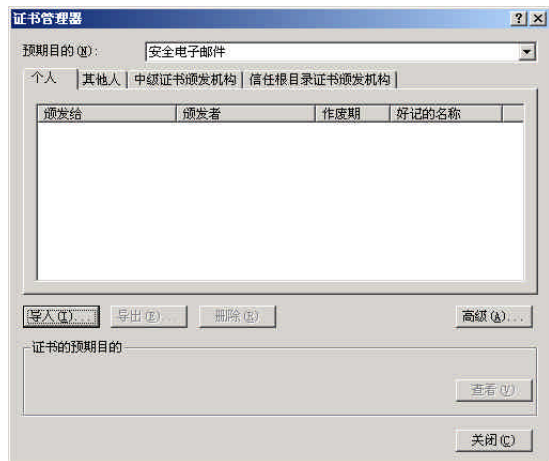 证书管理器
预期目的(N): 安全电子邮件
个人 其他人 中级证书颁发机构 信任根目录证书颁发机构
颁发给 颁发者 作废期 好记的名称
导入(I)... 导出(E)... 删除(R) 高级(A)...
证书的预期目的
查看(V)
关闭(C)